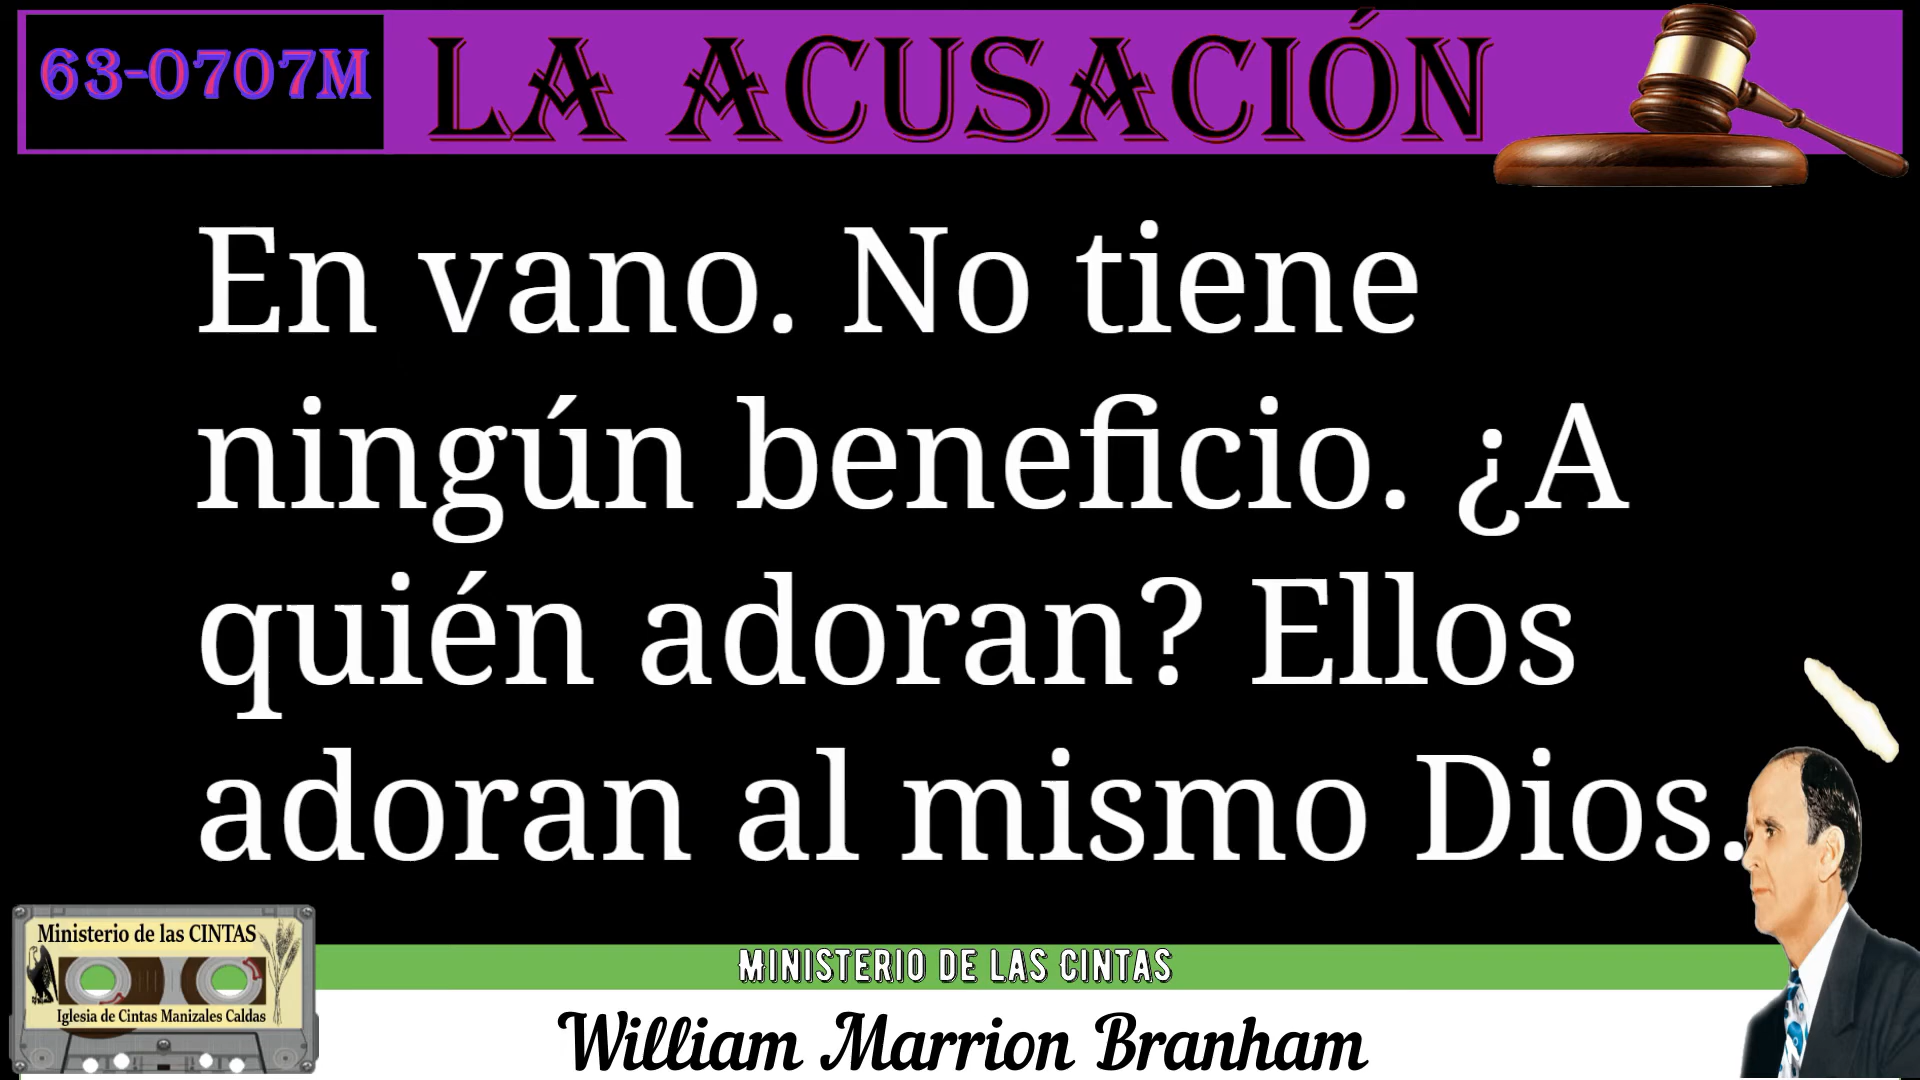 63-0707M
LA ACUSACIÓN
En vano. No tiene
ningún beneficio. ¿A
quién adoran? Ellos
adoran al mismo Dios.
Ministerio de las CINTAS
Iglesia de Cintas Manizales Caldas
MINISTERIO DE LAS CINTAS
William Marrion Branham